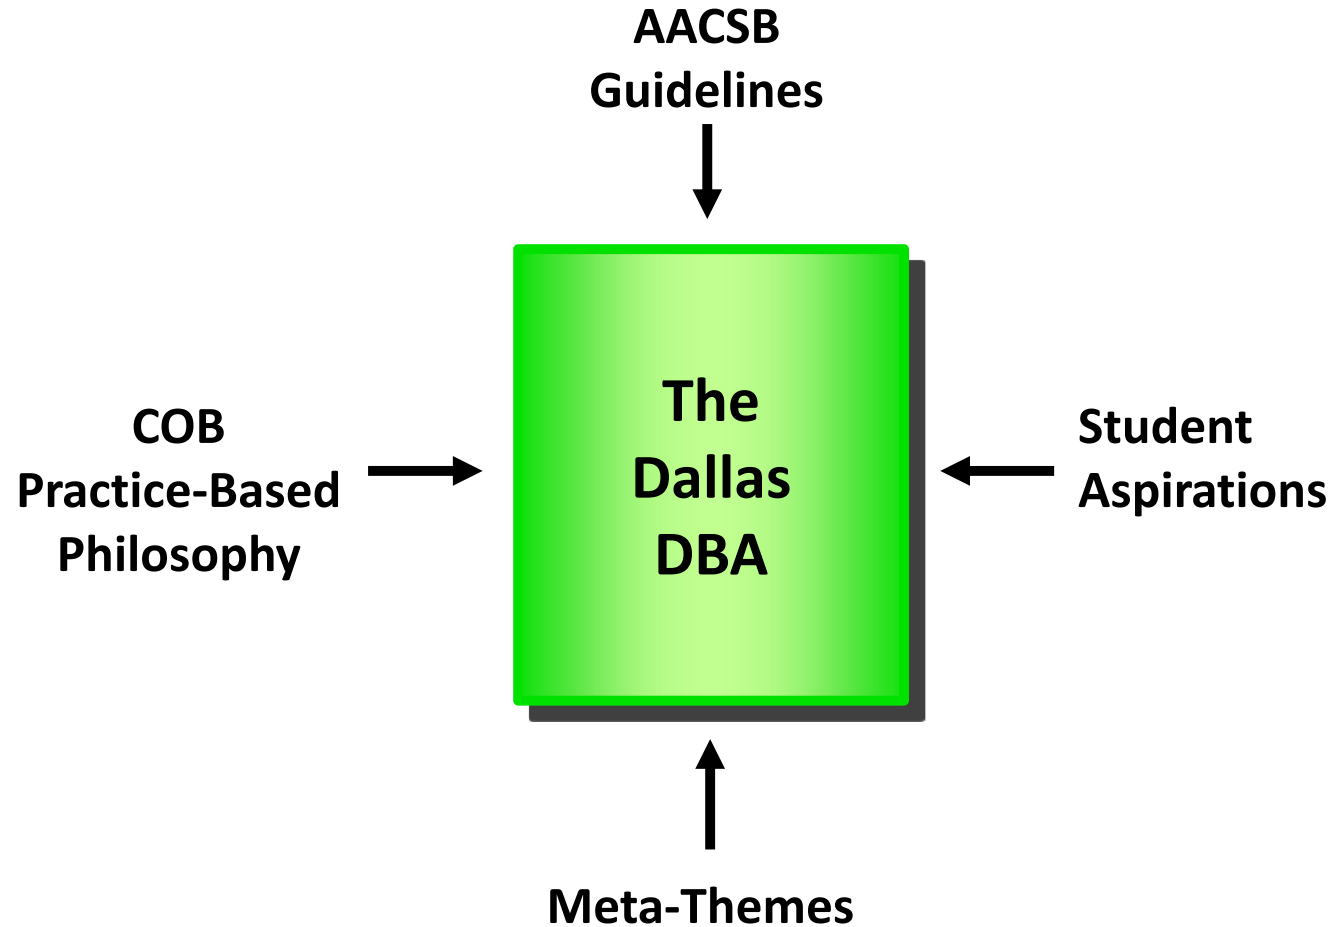 AACSB
Guidelines
The
Dallas
DBA
COB
Practice-Based
Philosophy
Student
Aspirations
Meta-Themes